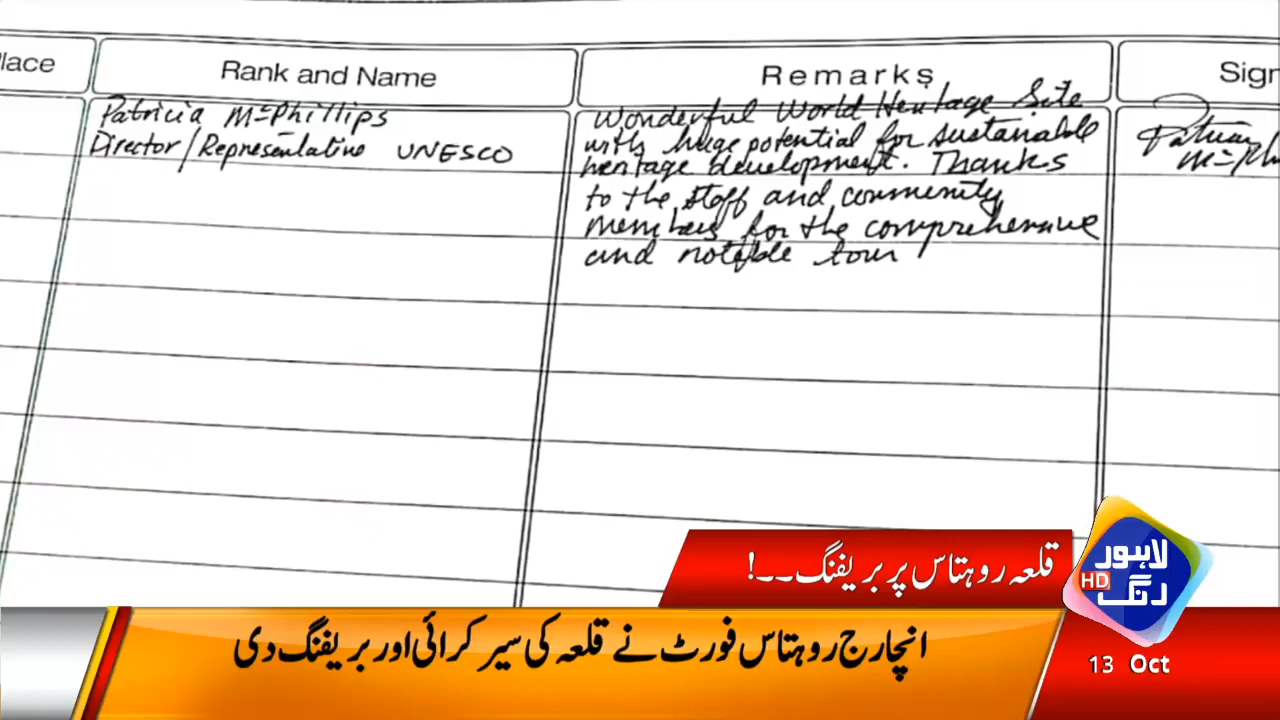 lace
Rank and Name
Remarks
Sign
Patricia McPhillips
Director/Representative UNESCO
Wonderful World Heritage Site
with huge potential for sustainable
heritage development. Thanks
to the staff and community
members for the comprehensive
and notable tour
قلعہ روہتاس پر بریفنگ۔۔!
انچارج روہتاس فورٹ نے قلعہ کی سیر کرائی اور بریفنگ دی
لاہور
HD
رنگ
13 Oct